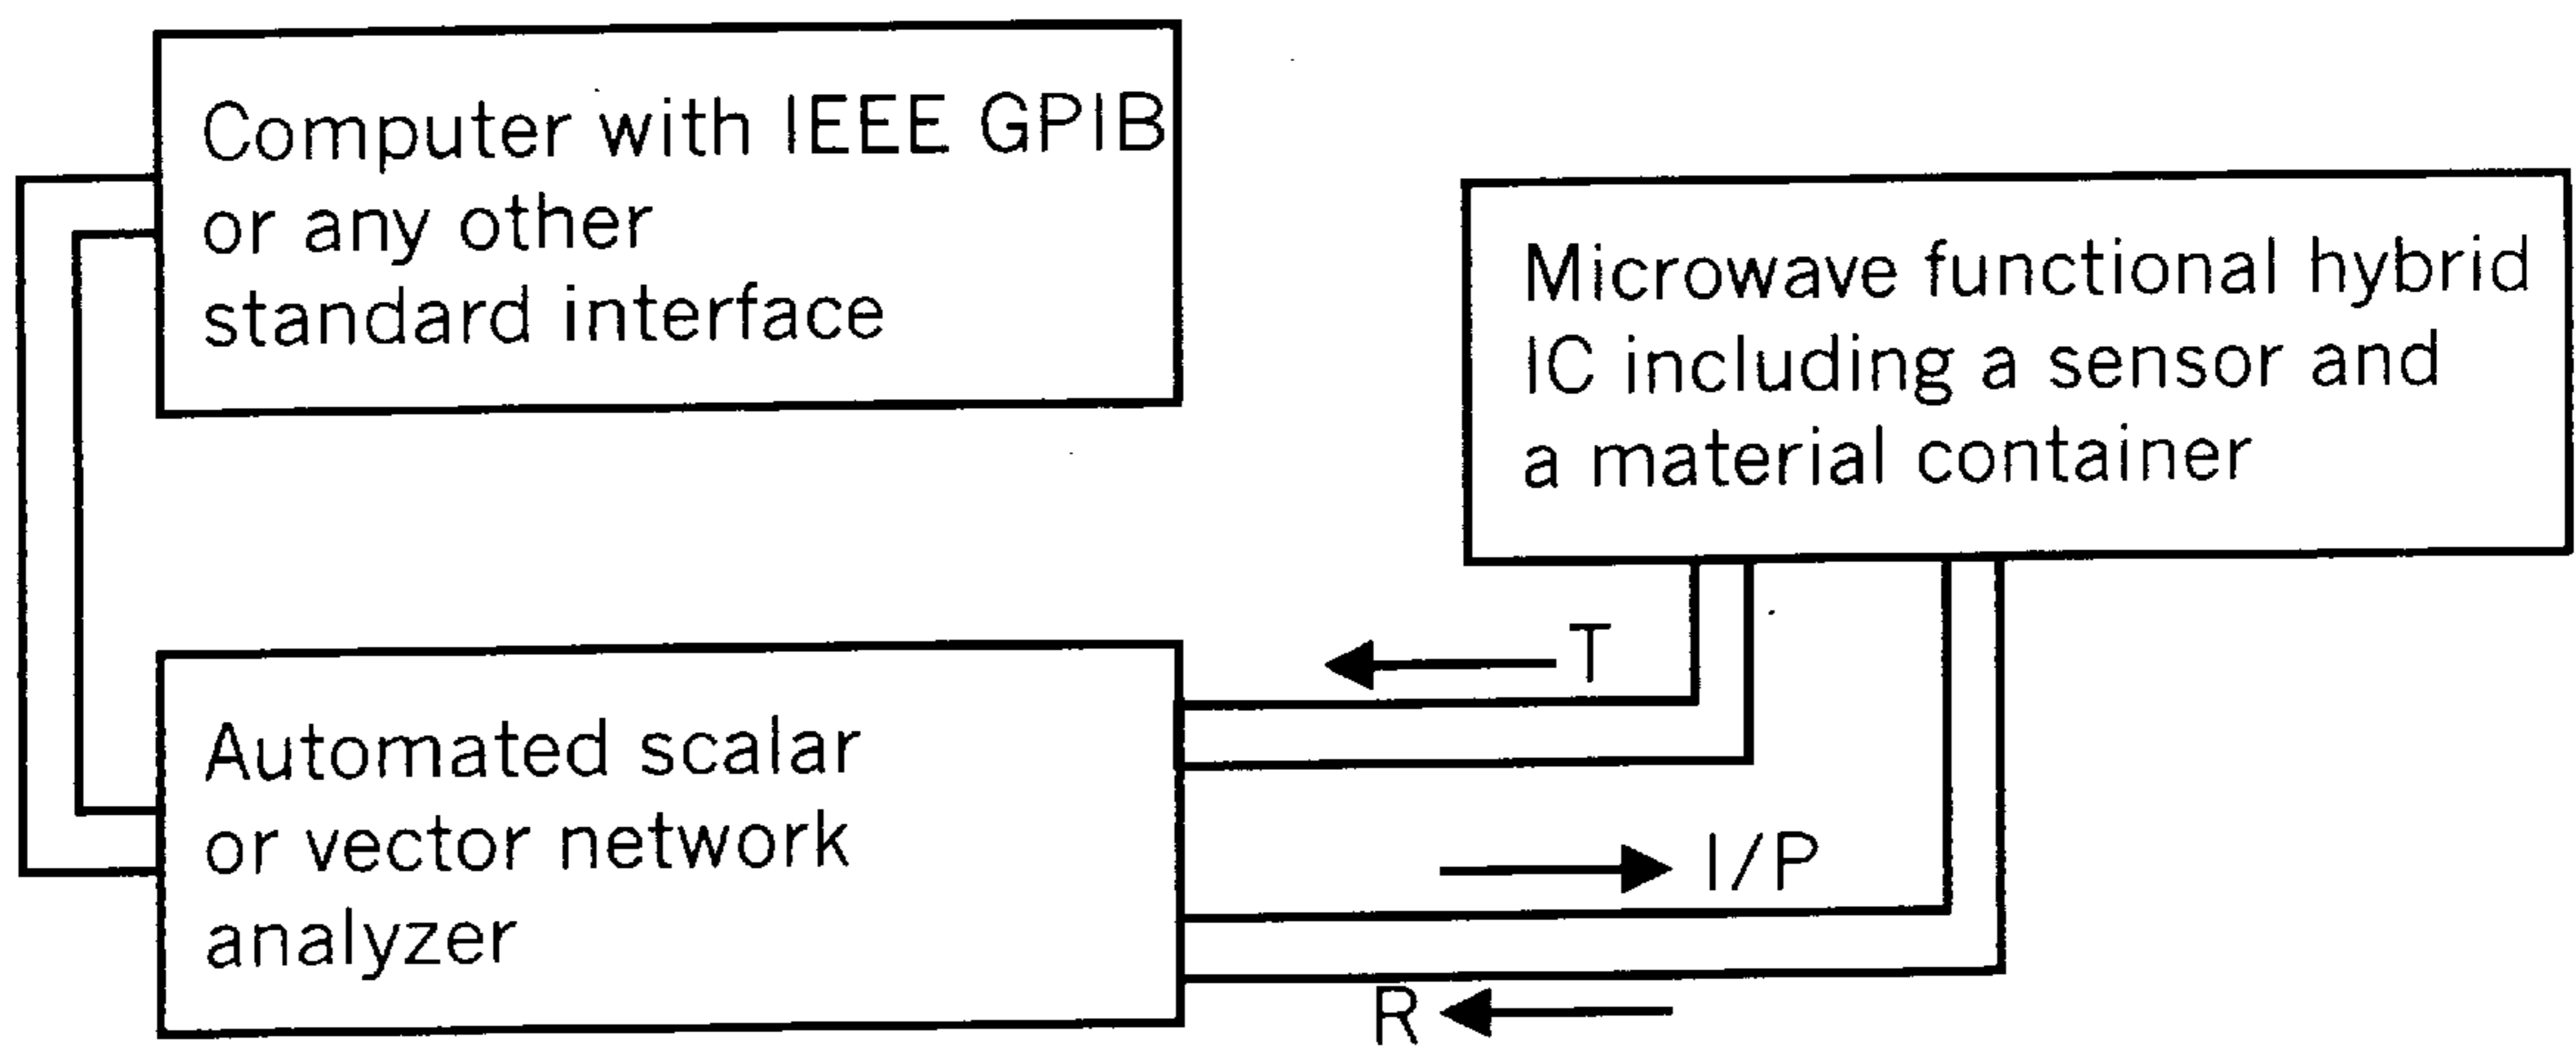 Computer with IEEE GPIB
or any other
standard interface
Microwave functional hybrid
IC including a sensor and
a material container
T
Automated scalar
or vector network
analyzer
I/P
R